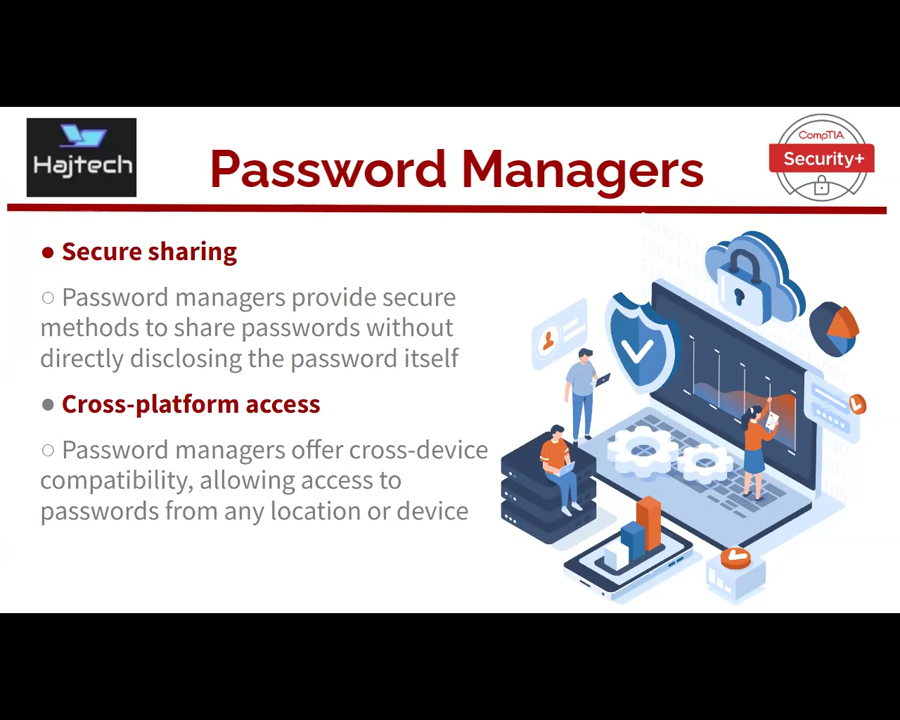 Hajtech
Password Managers
CompTIA
Security+
● Secure sharing
○ Password managers provide secure
methods to share passwords without
directly disclosing the password itself
● Cross-platform access
○ Password managers offer cross-device
compatibility, allowing access to
passwords from any location or device